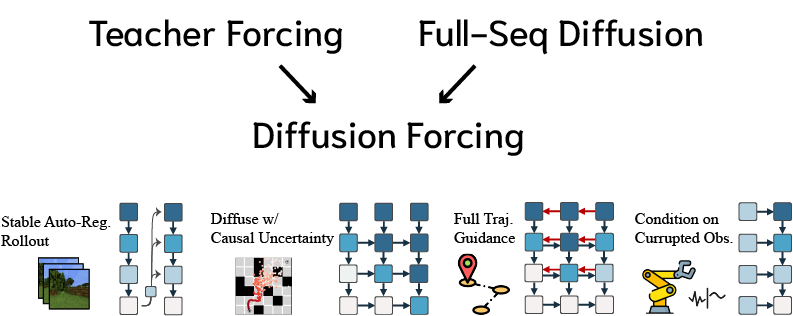 Teacher Forcing
Full-Seq Diffusion
Diffusion Forcing
Stable Auto-Reg.
Rollout
Diffuse w/
Causal Uncertainty
Full Traj.
Guidance
Condition on
Currupted Obs.